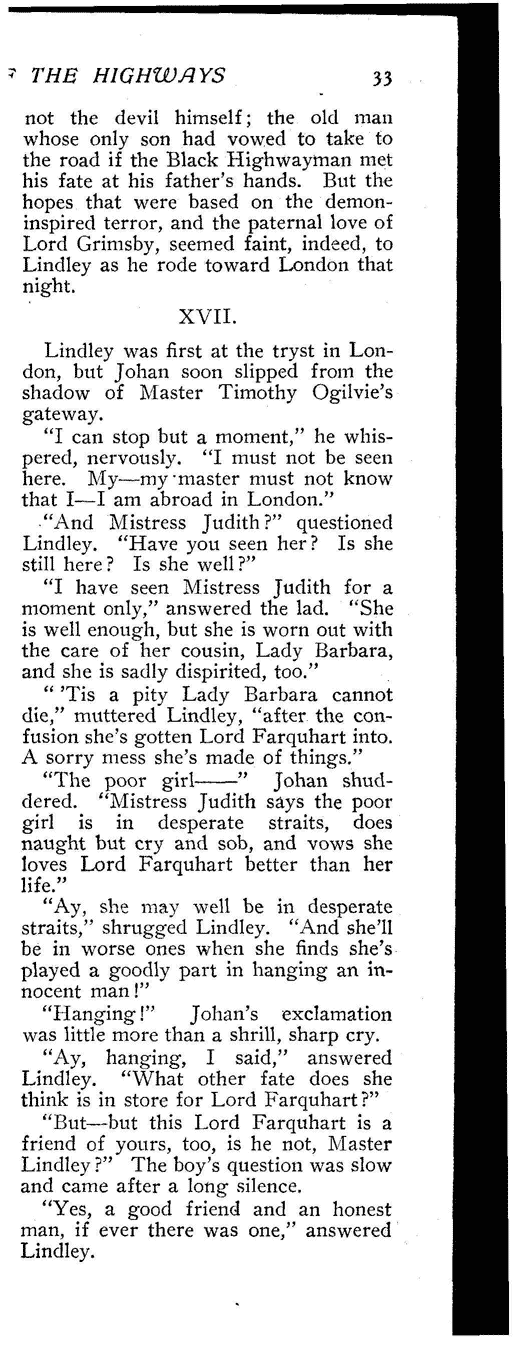 THE HIGHWAYS 33
not the devil himself; the old man
whose only son had vowed to take to
the road if the Black Highwayman met
his fate at his father's hands. But the
hopes that were based on the demon-
inspired terror, and the paternal love of
Lord Grimsby, seemed faint, indeed, to
Lindley as he rode toward London that
night.
XVII.
Lindley was first at the tryst in Lon-
don, but Johan soon slipped from the
shadow of Master Timothy Ogilvie's
gateway.
"I can stop but a moment," he whis-
pered, nervously. "I must not be seen
here. My—my master must not know
that I—I am abroad in London."
"And Mistress Judith?" questioned
Lindley. "Have you seen her? Is she
still here? Is she well?"
"I have seen Mistress Judith for a
moment only," answered the lad. "She
is well enough, but she is worn out with
the care of her cousin, Lady Barbara,
and she is sadly dispirited, too."
"'Tis a pity Lady Barbara cannot
die," muttered Lindley, "after the con-
fusion she's gotten Lord Farquhart into.
A sorry mess she's made of things."
"The poor girl——" Johan shud-
dered. "Mistress Judith says the poor
girl is in desperate straits, does
naught but cry and sob, and vows she
loves Lord Farquhart better than her
life."
"Ay, she may well be in desperate
straits," shrugged Lindley. "And she'll
be in worse ones when she finds she's
played a goodly part in hanging an in-
nocent man!"
"Hanging!" Johan's exclamation
was little more than a shrill, sharp cry.
"Ay, hanging, I said," answered
Lindley. "What other fate does she
think is in store for Lord Farquhart?"
"But—but this Lord Farquhart is a
friend of yours, too, is he not, Master
Lindley?" The boy's question was slow
and came after a long silence.
"Yes, a good friend and an honest
man, if ever there was one," answered
Lindley.